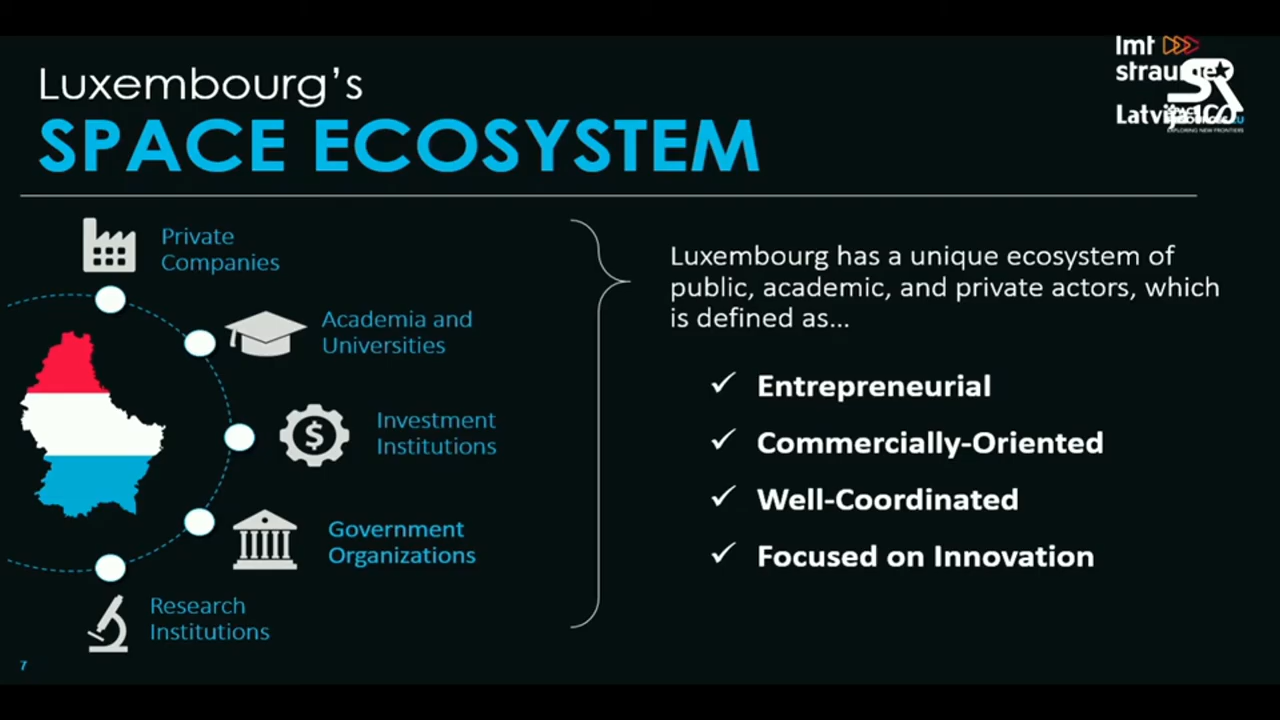 Luxembourg's
SPACE ECOSYSTEM
lmt
Private
Companies
Academia and
Universities
Investment
Institutions
Government
Organizations
Research
Institutions
Luxembourg has a unique ecosystem of
public, academic, and private actors, which
is defined as...
✓ Entrepreneurial
✓ Commercially-Oriented
✓ Well-Coordinated
✓ Focused on Innovation
EXPLORING NEW FRONTIERS
7